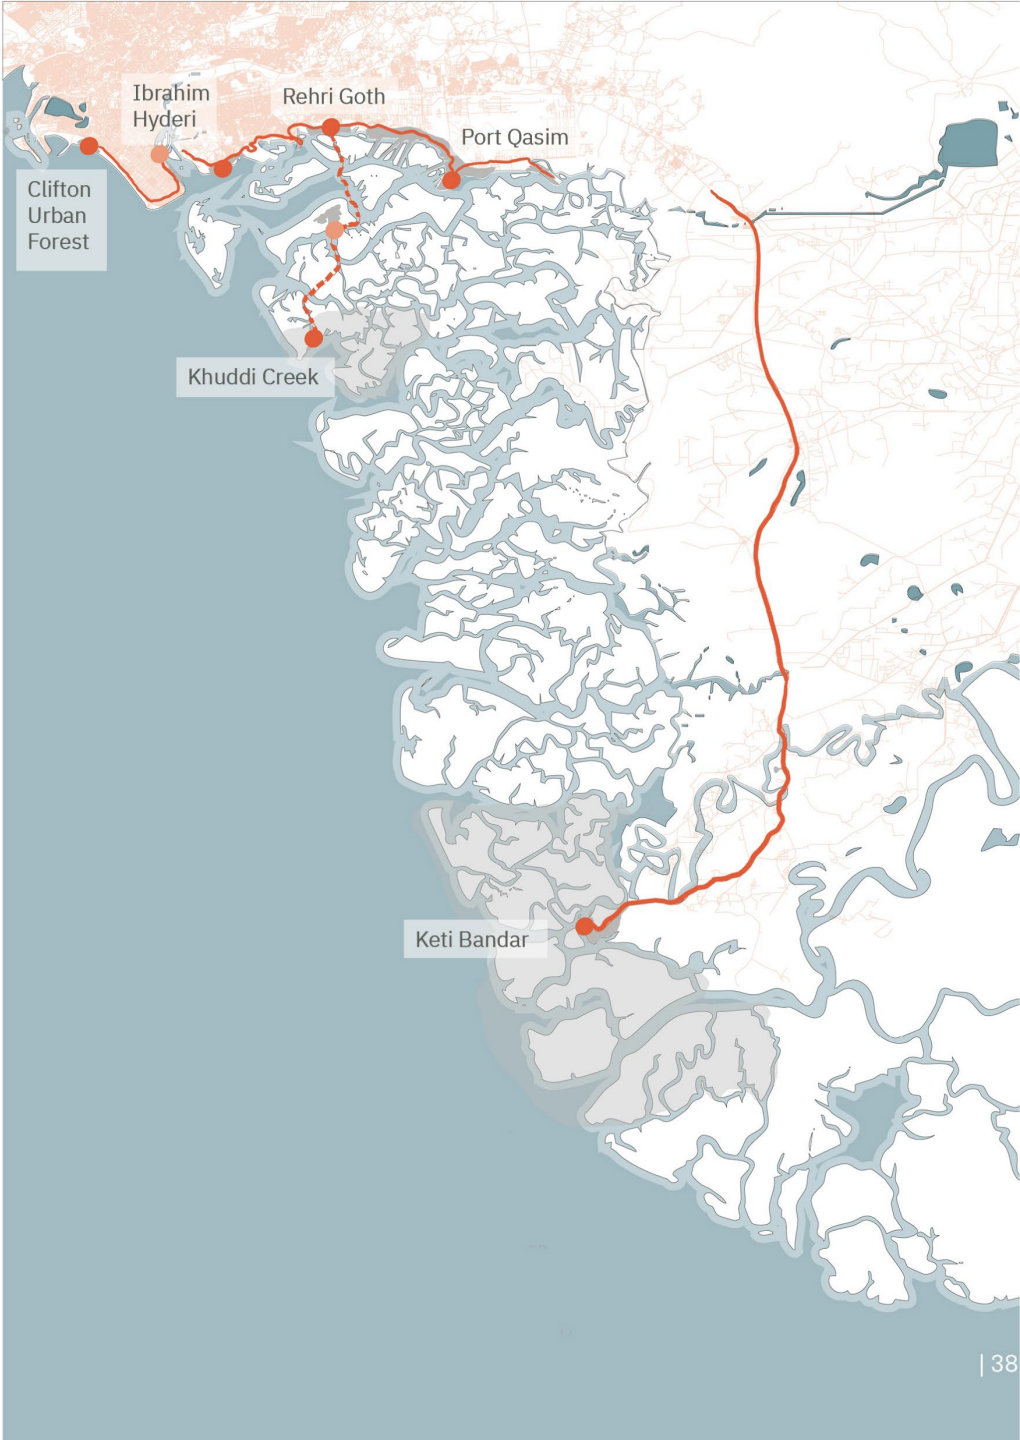 Ibrahim
Hyderi
Rehri Goth
Port Qasim
Clifton
Urban
Forest
Khuddi Creek
Keti Bandar
| 38